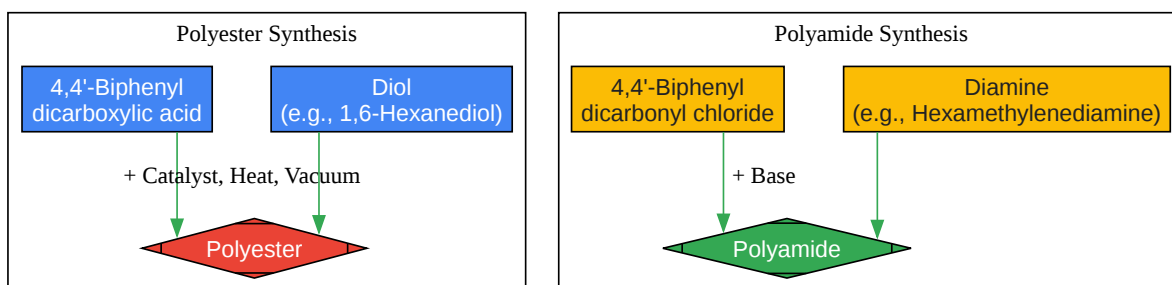 Polyester Synthesis
4,4'-Biphenyl
dicarboxylic acid
Diol
(e.g., 1,6-Hexanediol)
+ Catalyst, Heat, Vacuum
Polyester
Polyamide Synthesis
4,4'-Biphenyl
dicarbonyl chloride
Diamine
(e.g., Hexamethylenediamine)
+ Base
Polyamide